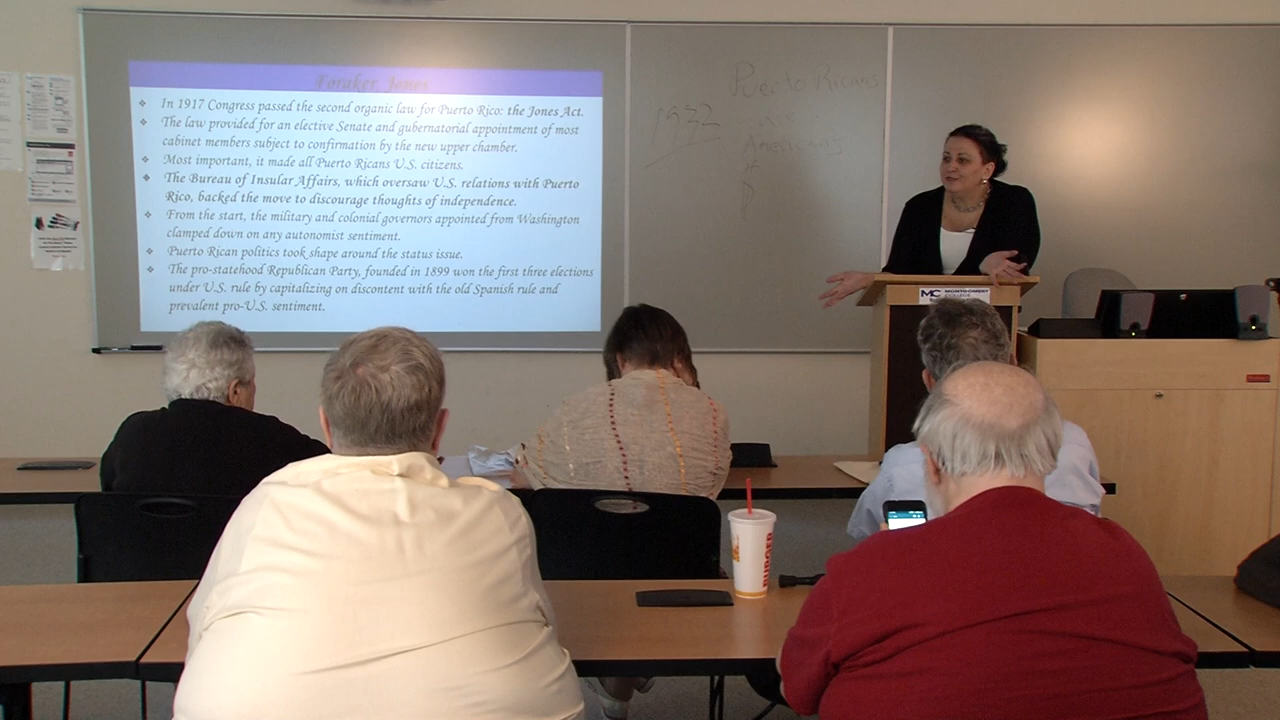 Foraker, Jones
❖ In 1917 Congress passed the second organic law for Puerto Rico: the Jones Act.
❖ The law provided for an elective Senate and gubernatorial appointment of most
cabinet members subject to confirmation by the new upper chamber.
❖ Most important, it made all Puerto Ricans U.S. citizens.
❖ The Bureau of Insular Affairs, which oversaw U.S. relations with Puerto
Rico, backed the move to discourage thoughts of independence.
❖ From the start, the military and colonial governors appointed from Washington
clamped down on any autonomist sentiment.
❖ Puerto Rican politics took shape around the status issue.
❖ The pro-statehood Republican Party, founded in 1899 won the first three elections
under U.S. rule by capitalizing on discontent with the old Spanish rule and
prevalent pro-U.S. sentiment.
Puerto Ricans
1932
are
Americans
MC MONTGOMERY
COLLEGE
BURGER